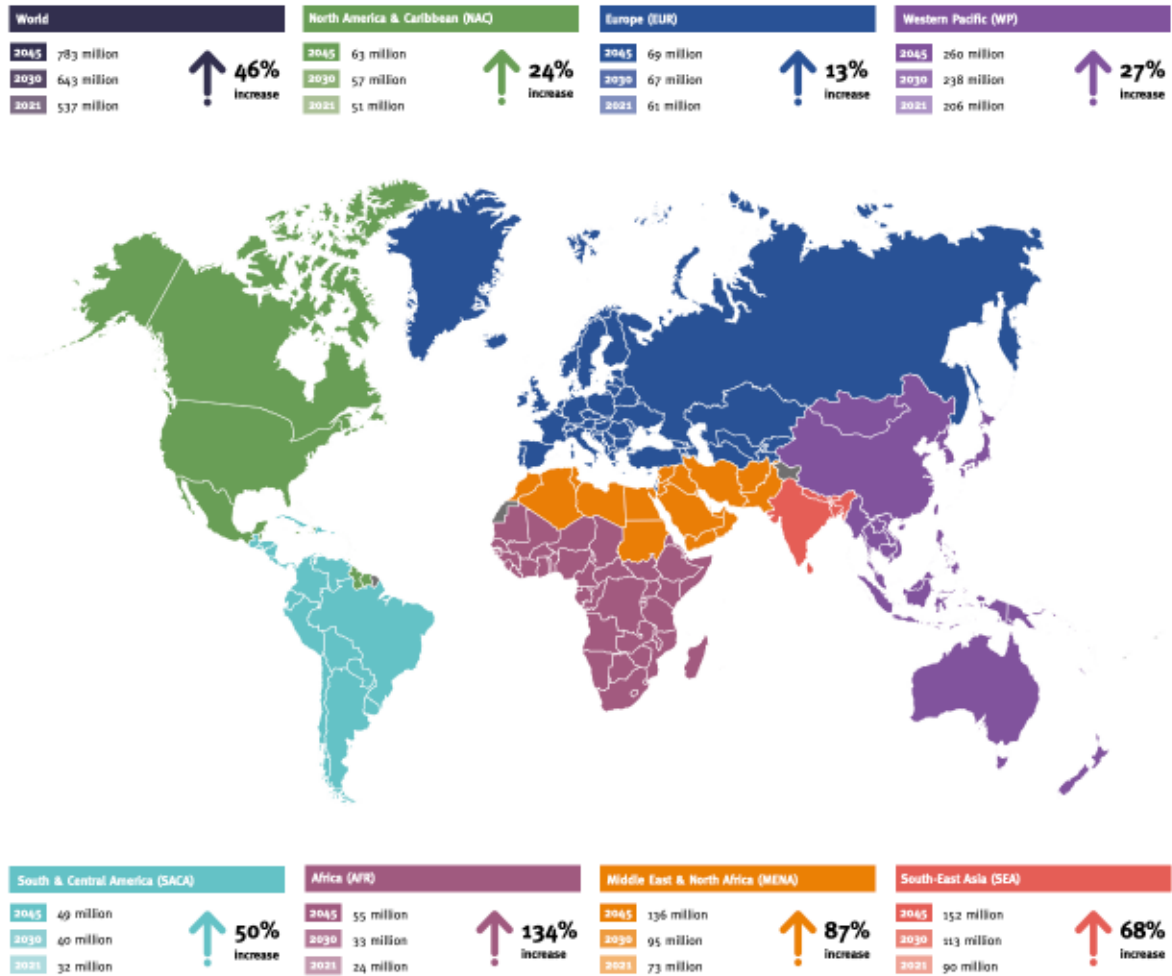 World
2045 783 million
2030 643 million
2021 537 million
46%
increase
North America & Caribbean (NAC)
2045 63 million
2030 57 million
2021 51 million
24%
increase
Europe (EUR)
2045 69 million
2030 67 million
2021 61 million
13%
increase
Western Pacific (WP)
2045 260 million
2030 238 million
2021 206 million
27%
increase
South & Central America (SACA)
2045 49 million
2030 40 million
2021 32 million
50%
increase
Africa (AFR)
2045 55 million
2030 33 million
2021 24 million
134%
increase
Middle East & North Africa (MENA)
2045 136 million
2030 95 million
2021 73 million
87%
increase
South-East Asia (SEA)
2045 152 million
2030 113 million
2021 90 million
68%
increase